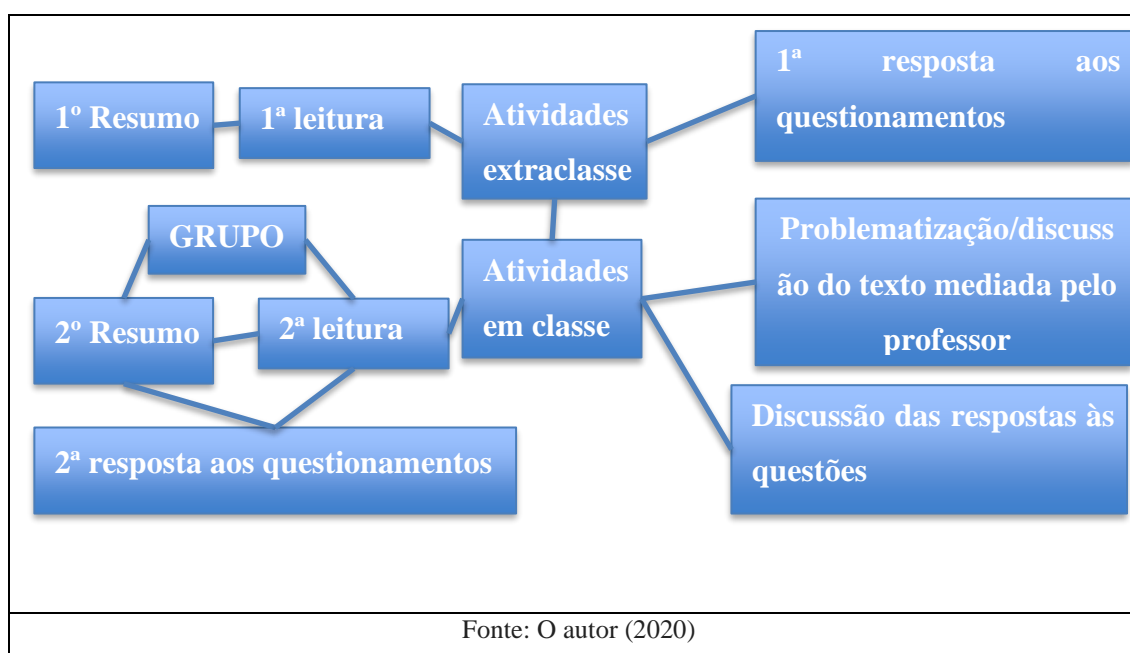 1º Resumo
1ª leitura
Atividades
extraclasse
1ª resposta aos
questionamentos
GRUPO
2º Resumo
2ª leitura
Atividades
em classe
Problematização/discuss
ão do texto mediada pelo
professor
2ª resposta aos questionamentos
Discussão das respostas às
questões
Fonte: O autor (2020)